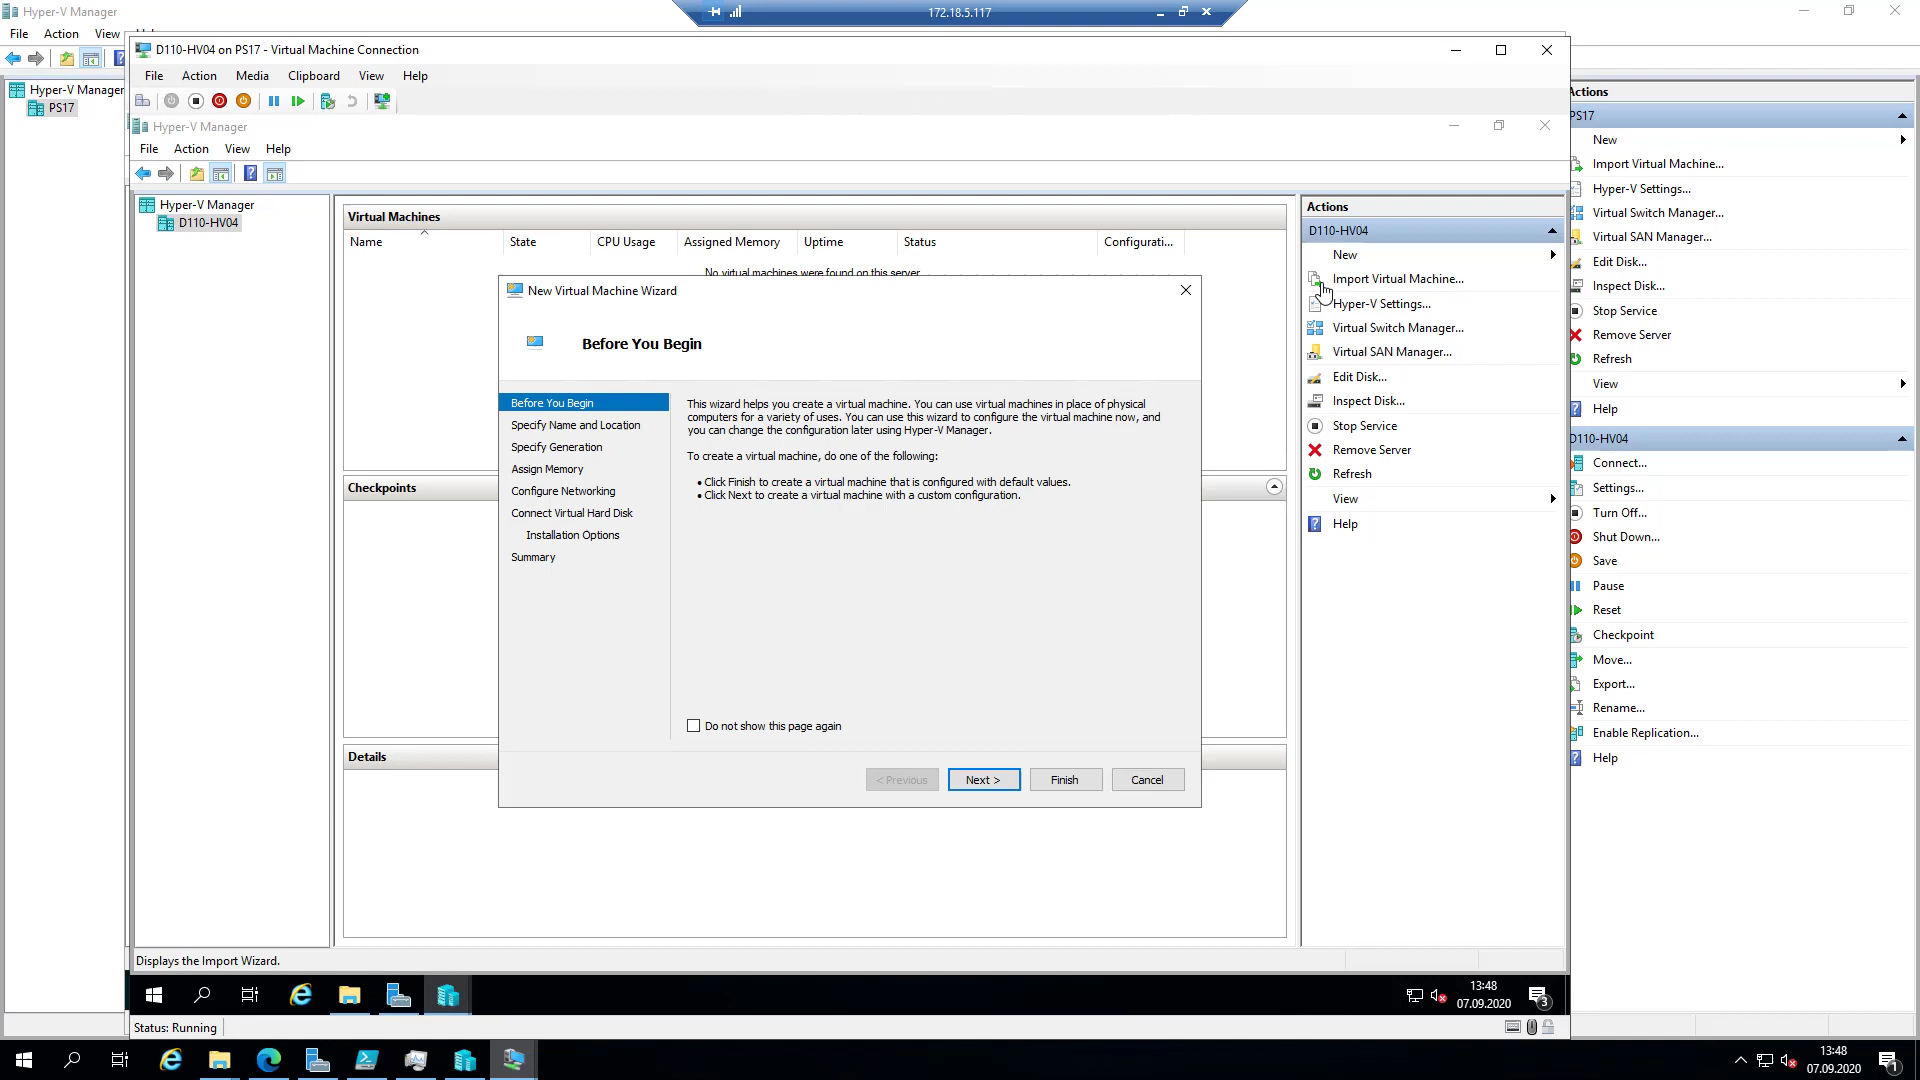 Hyper-V Manager
172.18.5.117
File Action View
D110-HV04 on PS17 - Virtual Machine Connection
File Action Media Clipboard View Help
Hyper-V Manager
PS17
Hyper-V Manager
File Action View Help
Hyper-V Manager
D110-HV04
Virtual Machines
Name State CPU Usage Assigned Memory Uptime Status Configurati...
No virtual machines were found on this server
Checkpoints
Details
New Virtual Machine Wizard
Before You Begin
Before You Begin
Specify Name and Location
Specify Generation
Assign Memory
Configure Networking
Connect Virtual Hard Disk
Installation Options
Summary
This wizard helps you create a virtual machine. You can use virtual machines in place of physical
computers for a variety of uses. You can use this wizard to configure the virtual machine now, and
you can change the configuration later using Hyper-V Manager.
To create a virtual machine, do one of the following:
• Click Finish to create a virtual machine that is configured with default values.
• Click Next to create a virtual machine with a custom configuration.
Do not show this page again
< Previous Next > Finish Cancel
Actions
D110-HV04
New
Import Virtual Machine...
Hyper-V Settings...
Virtual Switch Manager...
Virtual SAN Manager...
Edit Disk...
Inspect Disk...
Stop Service
Remove Server
Refresh
View
Help
Actions
PS17
New
Import Virtual Machine...
Hyper-V Settings...
Virtual Switch Manager...
Virtual SAN Manager...
Edit Disk...
Inspect Disk...
Stop Service
Remove Server
Refresh
View
Help
D110-HV04
Connect...
Settings...
Turn Off...
Shut Down...
Save
Pause
Reset
Checkpoint
Move...
Export...
Rename...
Enable Replication...
Help
Displays the Import Wizard.
13:48
07.09.2020
3
Status: Running
13:48
07.09.2020
1